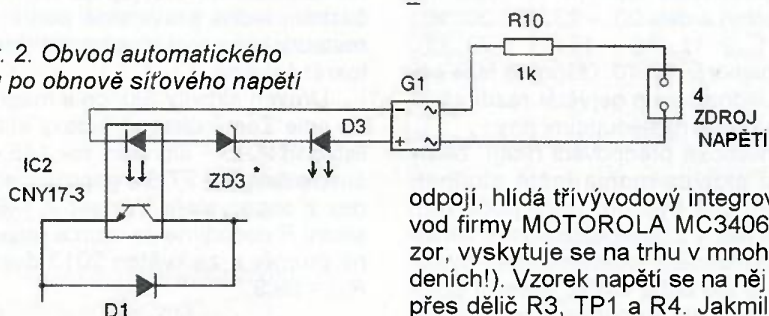 r. 2. Obvod automatického
po obnově síťového napětí
R10
1k
G1
- ~
+ ~
4
ZDROJ
NAPĚTÍ
D3
IC2
CNY17-3
ZD3 *
D1
odpojí, hlídá třívývodový integrov
vod firmy MOTOROLA MC3406
zor, vyskytuje se na trhu v mnoh
deních!). Vzorek napětí se na něj
přes dělič R3, TP1 a R4. Jakmil